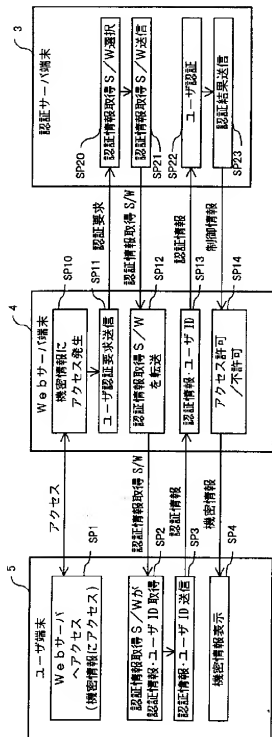 5
ユーザ端末
Webサーバ
へアクセス
(機密情報にアクセス)
SP1
認証情報取得S/Wが
認証情報・ユーザID取得
SP2
認証情報・ユーザID送信
SP3
機密情報表示
SP4
アクセス
認証情報取得S/W
認証情報
機密情報
4
Webサーバ端末
機密情報に
アクセス発生
SP10
ユーザ認証要求送信
SP11
認証情報取得S/W
を転送
SP12
認証情報・ユーザID
SP13
アクセス許可
/不許可
SP14
認証要求
認証情報取得S/W
認証情報
制御情報
3
認証サーバ端末
認証情報取得S/W選択
SP20
認証情報取得S/W送信
SP21
ユーザ認証
SP22
認証結果送信
SP23